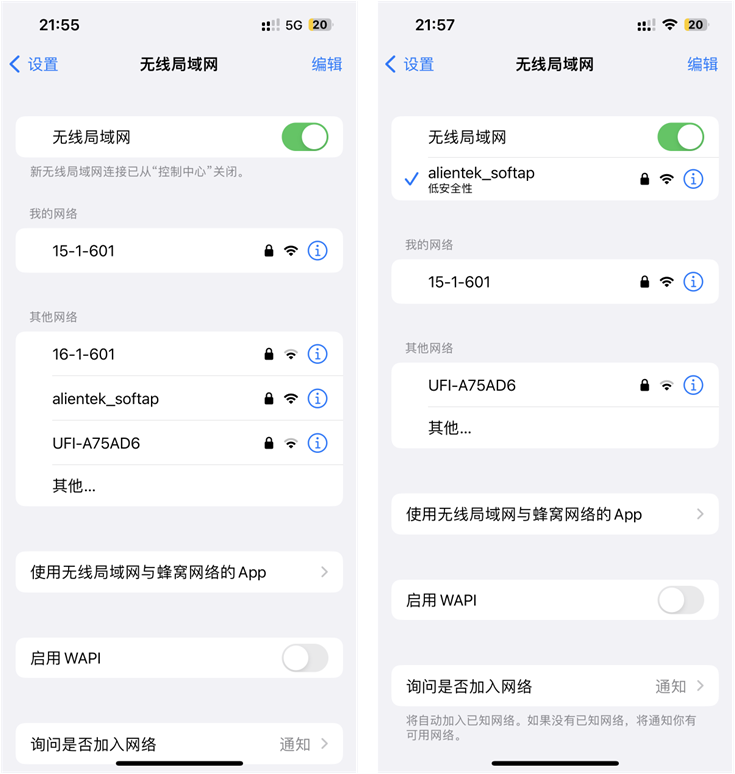 21:55
5G
20
设置
无线局域网
编辑
无线局域网
新无线局域网连接已从“控制中心”关闭。
我的网络
15-1-601
其他网络
16-1-601
alientek_softap
UFI-A75AD6
其他...
使用无线局域网与蜂窝网络的App
启用 WAPI
询问是否加入网络
通知
21:57
20
设置
无线局域网
编辑
无线局域网
alientek_softap
低安全性
我的网络
15-1-601
其他网络
UFI-A75AD6
其他...
使用无线局域网与蜂窝网络的App
启用 WAPI
询问是否加入网络
通知
将自动加入已知网络。如果没有已知网络，将通知你有
可用网络。